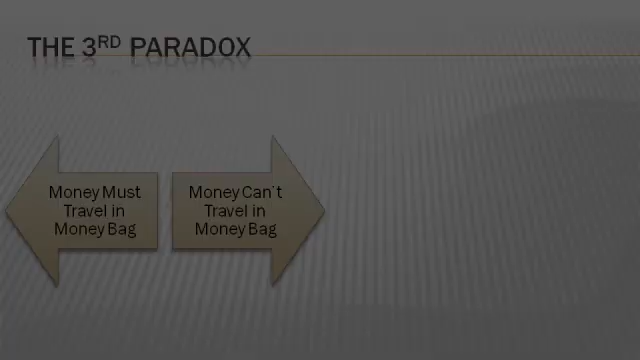 THE 3RD PARADOX
Money Must
Travel in
Money Bag
Money Can't
Travel in
Money Bag